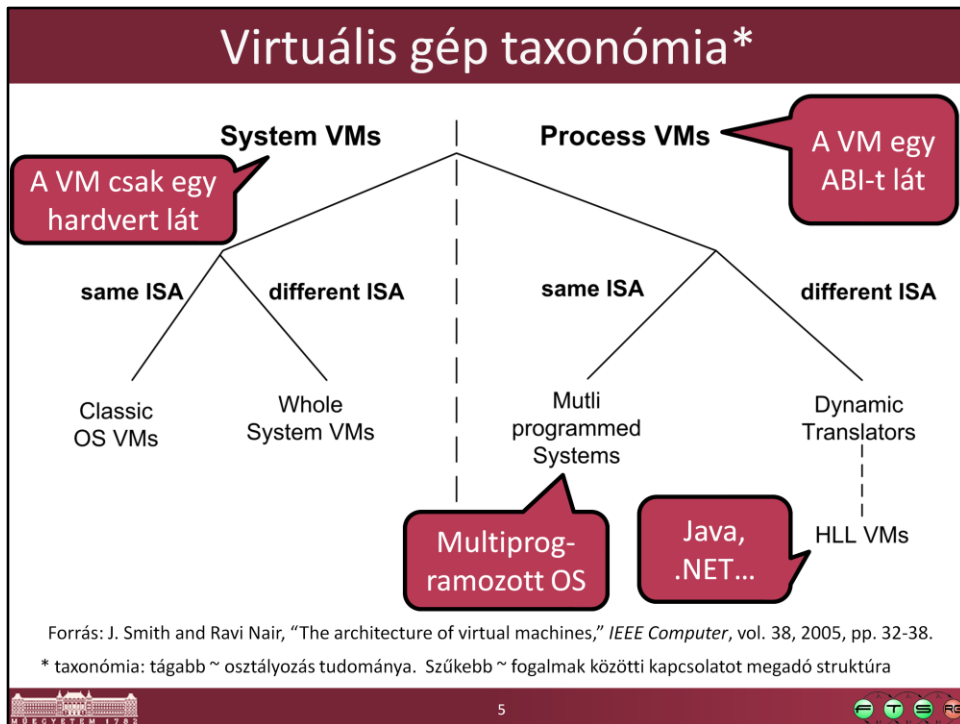 Virtuális gép taxonómia*
System VMs
Process VMs
A VM csak egy
hardvert lát
A VM egy
ABI-t lát
same ISA
different ISA
same ISA
different ISA
Classic
OS VMs
Whole
System VMs
Mutli
programmed
Systems
Dynamic
Translators
HLL VMs
Multiprog-
ramozott OS
Java,
.NET...
Forrás: J. Smith and Ravi Nair, “The architecture of virtual machines,” IEEE Computer, vol. 38, 2005, pp. 32-38.
* taxonómia: tágabb ~ osztályozás tudománya. Szűkebb ~ fogalmak közötti kapcsolatot megadó struktúra
MŰEGYETEM 1782
5
F T S RG